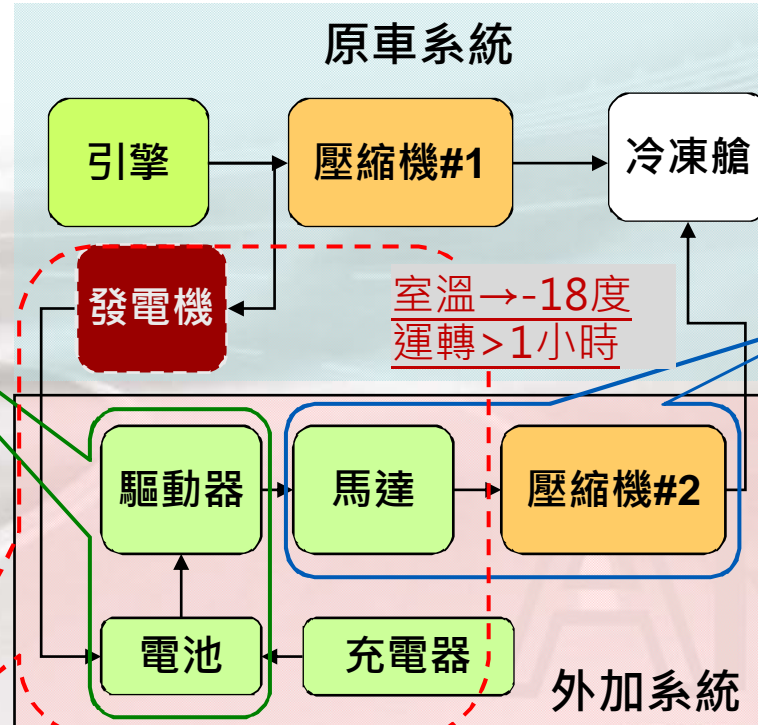 原車系統
引擎
壓縮機#1
冷凍艙
發電機
室溫→-18度
運轉>1小時
驅動器
馬達
壓縮機#2
電池
充電器
外加系統